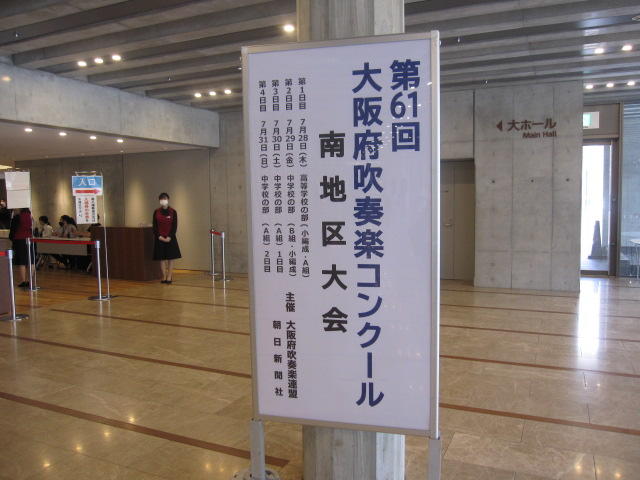 第61回
大阪府吹奏楽コンクール
南地区大会
第1日目 7月28日(木) 高等学校の部(小編成・A組)
第2日目 7月29日(金) 中学校の部 (B組・小編成)
第3日目 7月30日(土) 中学校の部 (A組)1日目
第4日目 7月31日(日) 中学校の部 (A組)2日目
主催 大阪府吹奏楽連盟
朝日新聞社
大ホール
Main Hall
入口